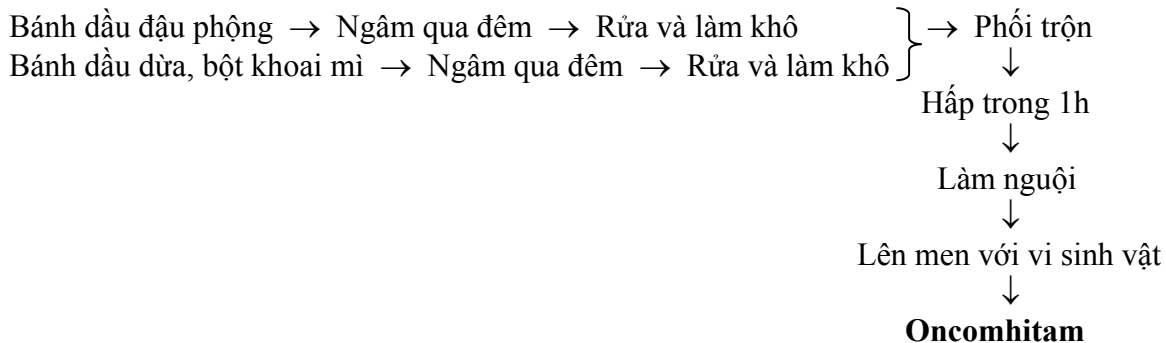 Bánh dầu đậu phộng → Ngâm qua đêm → Rửa và làm khô → Phối trộn
Bánh dầu dừa, bột khoai mì → Ngâm qua đêm → Rửa và làm khô ↓
Hấp trong 1h
↓
Làm nguội
↓
Lên men với vi sinh vật
↓
Oncomhitam